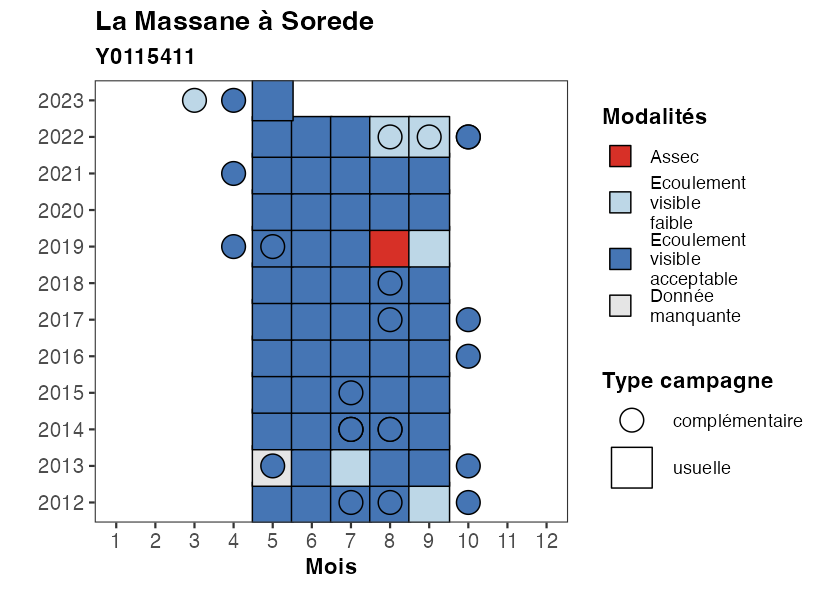 La Massane à Sorede
Y0115411
2023
2022
2021
2020
2019
2018
2017
2016
2015
2014
2013
2012
1 2 3 4 5 6 7 8 9 10 11 12
Mois
Modalités
Assec
Ecoulement
visible
faible
Ecoulement
visible
acceptable
Donnée
manquante
Type campagne
complémentaire
usuelle